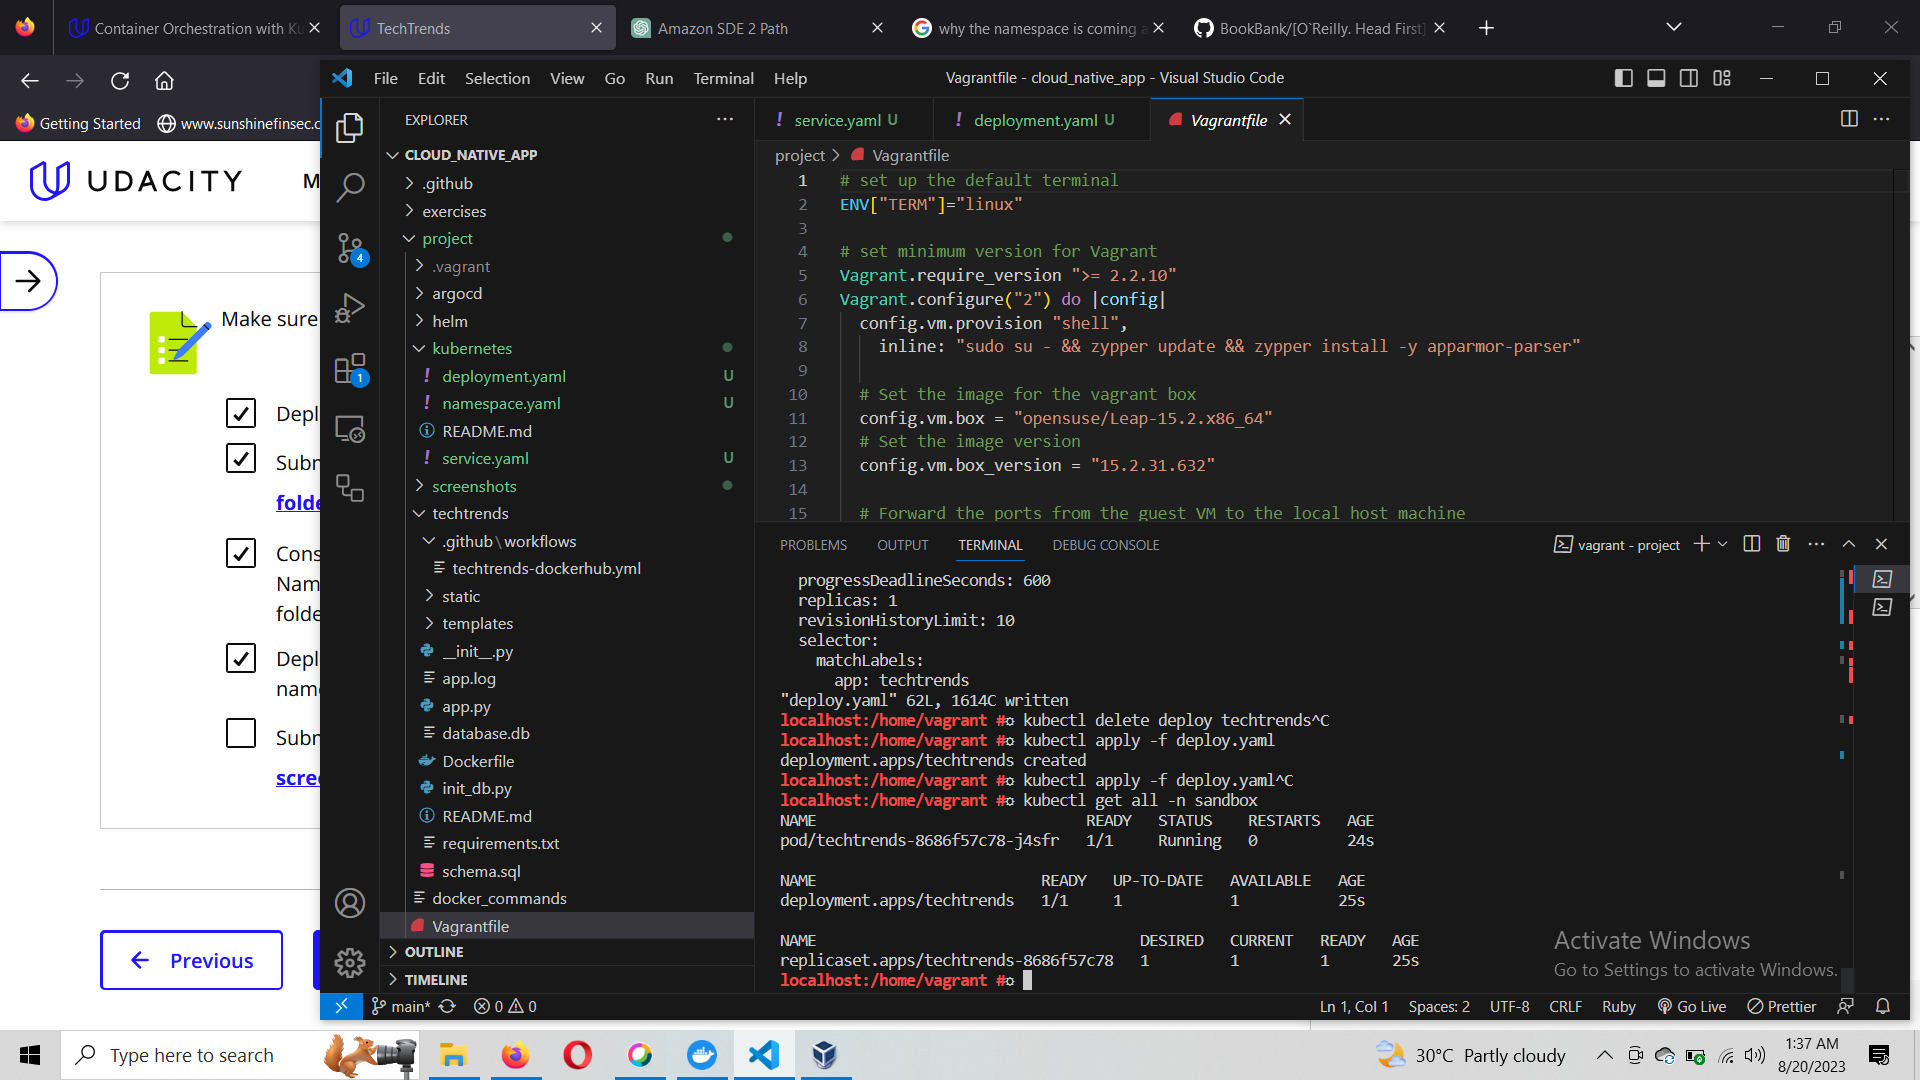 Container Orchestration with Ku
TechTrends
Amazon SDE 2 Path
why the namespace is coming a
BookBank/[O`Reilly. Head First]
Getting Started
www.sunshinefinsec.c
UDACITY
M
Make sure
Depl
Subm
folde
Cons
Nam
folde
Depl
name
Subm
scree
Previous
File Edit Selection View Go Run Terminal Help
Vagrantfile - cloud_native_app - Visual Studio Code
EXPLORER
CLOUD_NATIVE_APP
.github
exercises
project
.vagrant
argocd
helm
kubernetes
deployment.yaml U
namespace.yaml U
README.md
service.yaml U
screenshots
techtrends
.github\workflows
techtrends-dockerhub.yml
static
templates
__init__.py
app.log
app.py
database.db
Dockerfile
init_db.py
README.md
requirements.txt
schema.sql
docker_commands
Vagrantfile
OUTLINE
TIMELINE
4
1
service.yaml U
deployment.yaml U
Vagrantfile
project > Vagrantfile
1 # set up the default terminal
2 ENV["TERM"]="linux"
3
4 # set minimum version for Vagrant
5 Vagrant.require_version ">= 2.2.10"
6 Vagrant.configure("2") do |config|
7 config.vm.provision "shell",
8 inline: "sudo su - && zypper update && zypper install -y apparmor-parser"
9
10 # Set the image for the vagrant box
11 config.vm.box = "opensuse/Leap-15.2.x86_64"
12 # Set the image version
13 config.vm.box_version = "15.2.31.632"
14
15 # Forward the ports from the guest VM to the local host machine
PROBLEMS OUTPUT TERMINAL DEBUG CONSOLE
vagrant - project
progressDeadlineSeconds: 600
replicas: 1
revisionHistoryLimit: 10
selector:
matchLabels:
app: techtrends
"deploy.yaml" 62L, 1614C written
localhost:/home/vagrant # kubectl delete deploy techtrends^C
localhost:/home/vagrant # kubectl apply -f deploy.yaml
deployment.apps/techtrends created
localhost:/home/vagrant # kubectl apply -f deploy.yaml^C
localhost:/home/vagrant # kubectl get all -n sandbox
NAME READY STATUS RESTARTS AGE
pod/techtrends-8686f57c78-j4sfr 1/1 Running 0 24s
NAME READY UP-TO-DATE AVAILABLE AGE
deployment.apps/techtrends 1/1 1 1 25s
NAME DESIRED CURRENT READY AGE
replicaset.apps/techtrends-8686f57c78 1 1 1 25s
localhost:/home/vagrant #
Activate Windows
Go to Settings to activate Windows.
main* 0 0
Ln 1, Col 1 Spaces: 2 UTF-8 CRLF Ruby Go Live Prettier
Type here to search
30°C Partly cloudy
1:37 AM
8/20/2023